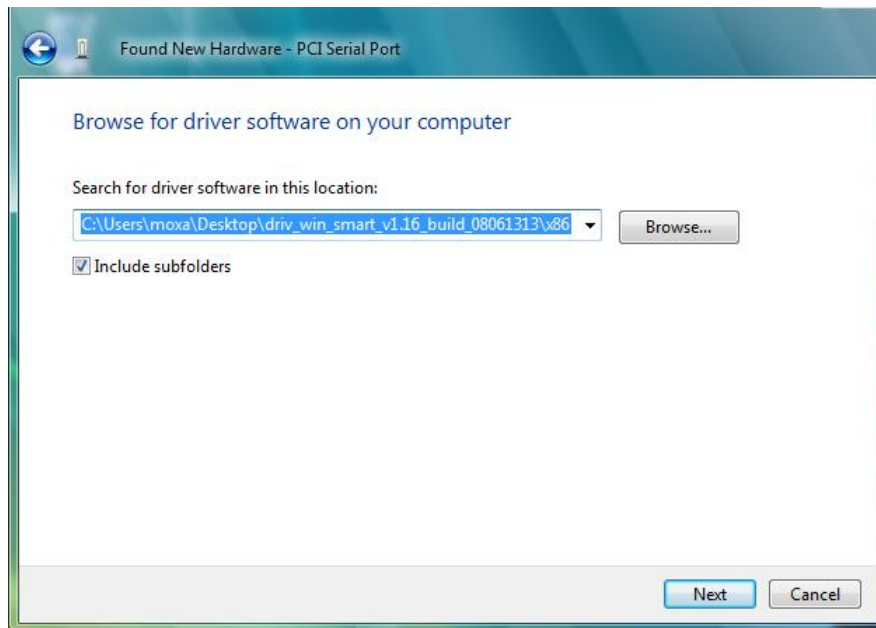 Found New Hardware - PCI Serial Port
Browse for driver software on your computer
Search for driver software in this location:
C:\Users\moxa\Desktop\driv_win_smart_v1.16_build_08061313\x86
Browse...
Include subfolders
Next
Cancel